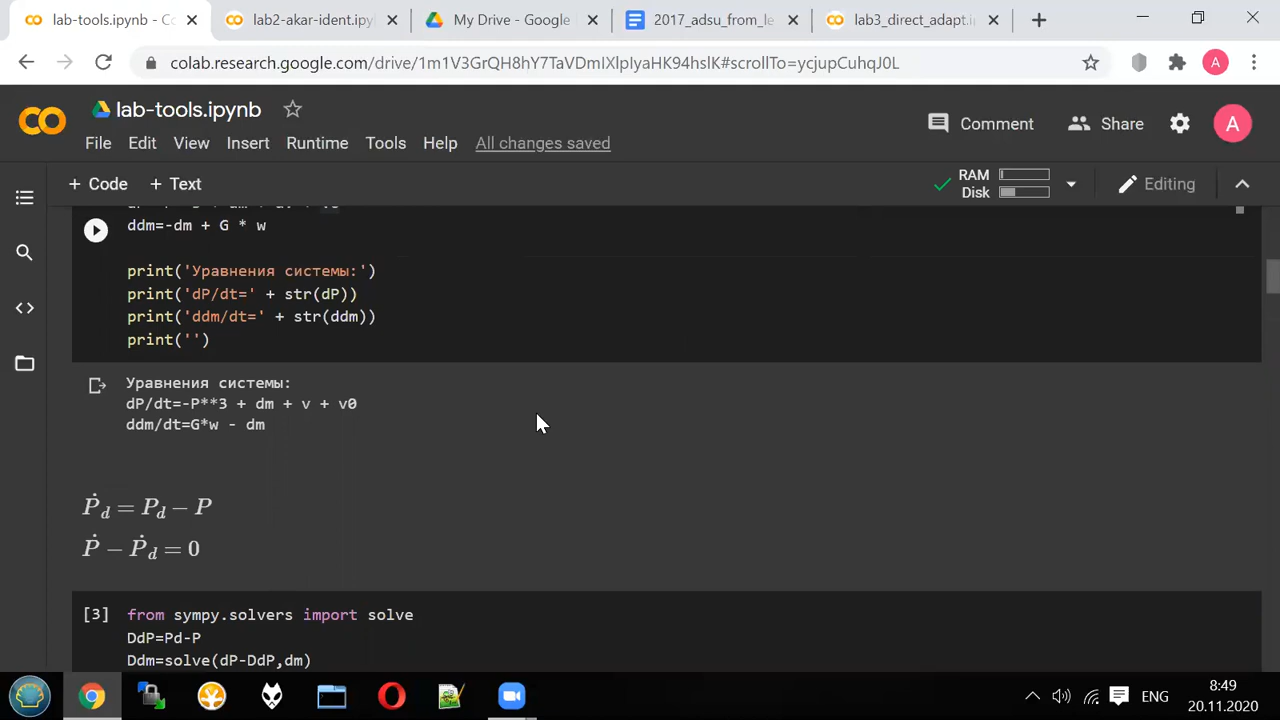 lab-tools.ipynb - C
lab2-akar-ident.ip
My Drive - Google
2017_adsu_from_le
lab3_direct_adapt.i
colab.research.google.com/drive/1m1V3GrQH8hY7TaVDmIXlpIyaHK94hslK#scrollTo=ycjupCuhqJ0L
A
CO
lab-tools.ipynb
File Edit View Insert Runtime Tools Help All changes saved
Comment Share A
+ Code + Text
RAM
Disk
Editing
ddm=-dm + G * w
print('Уравнения системы:')
print('dP/dt=' + str(dP))
print('ddm/dt=' + str(ddm))
print('')
Уравнения системы:
dP/dt=-P**3 + dm + v + v0
ddm/dt=G*w - dm
Ṗd = Pd − P
Ṗ − Ṗd = 0
[3] from sympy.solvers import solve
DdP=Pd-P
Ddm=solve(dP-DdP,dm)
ENG
8:49
20.11.2020